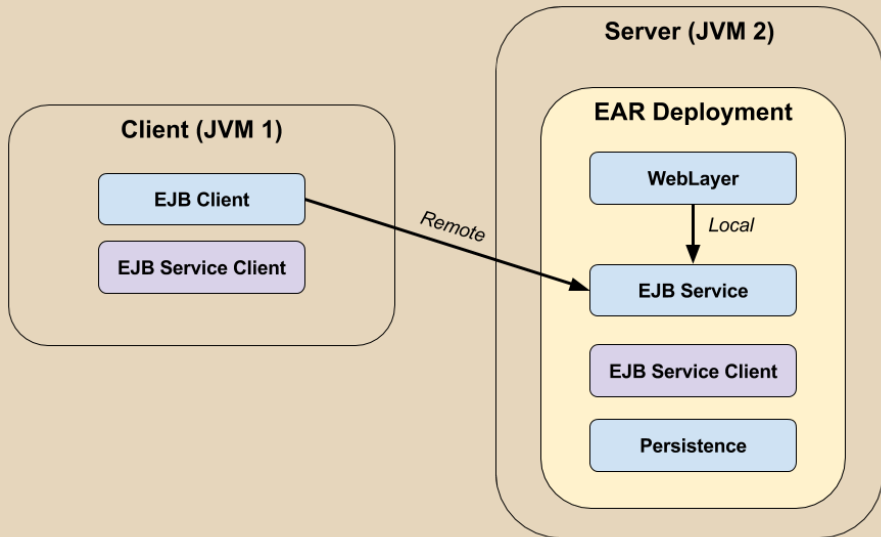 Server (JVM 2)
EAR Deployment
Client (JVM 1)
WebLayer
EJB Client
Remote
Local
EJB Service Client
EJB Service
EJB Service Client
Persistence